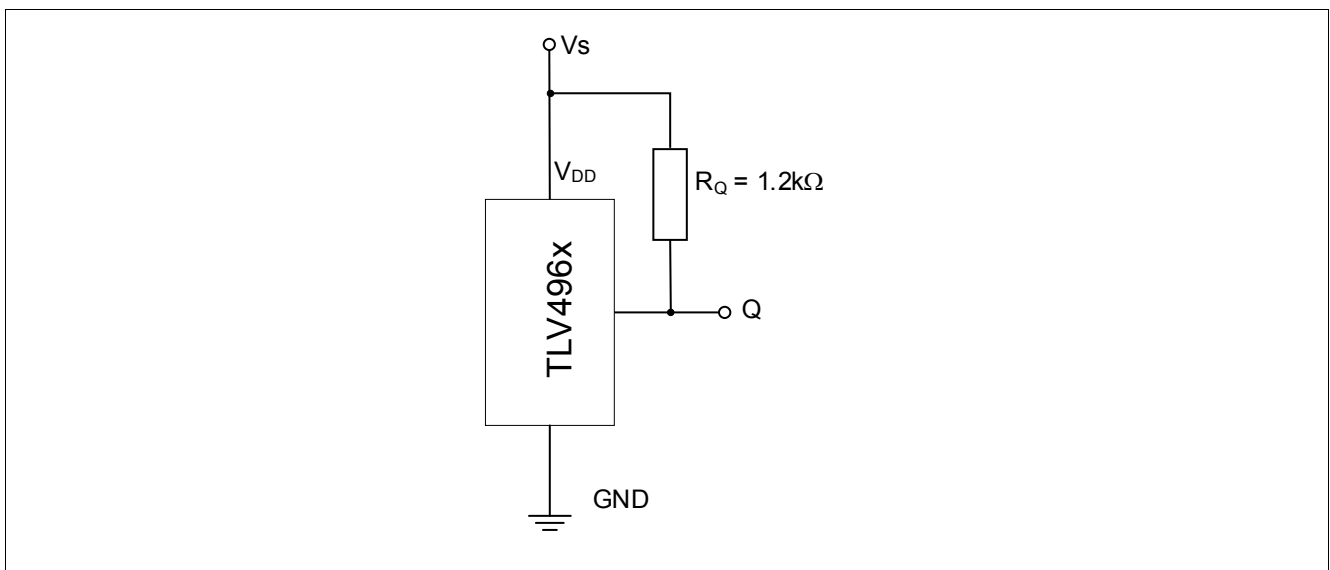 Vs
VDD
RQ = 1.2kΩ
TLV496x
Q
GND